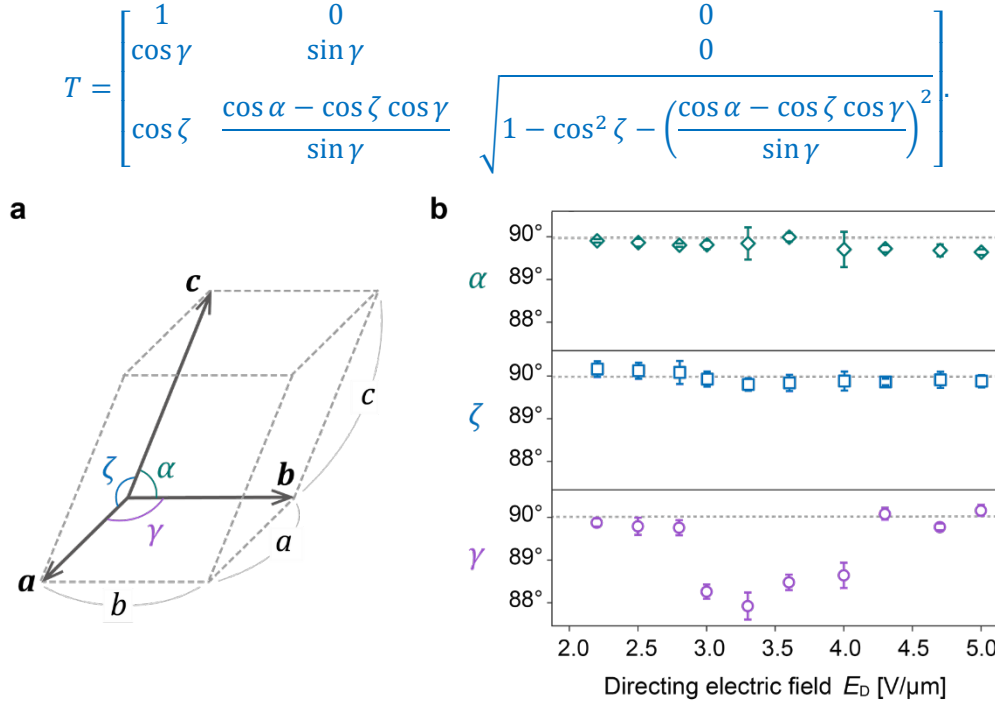 T = [ 1 0 0
cos γ sin γ 0
cos ζ (cos α − cos ζ cos γ)/sin γ √(1 − cos² ζ − ((cos α − cos ζ cos γ)/sin γ)²) ].
a
c
c
ζ
α
b
γ
a
a
b
b
90°
α
89°
88°
90°
ζ
89°
88°
90°
γ
89°
88°
2.0 2.5 3.0 3.5 4.0 4.5 5.0
Directing electric field E_D [V/μm]